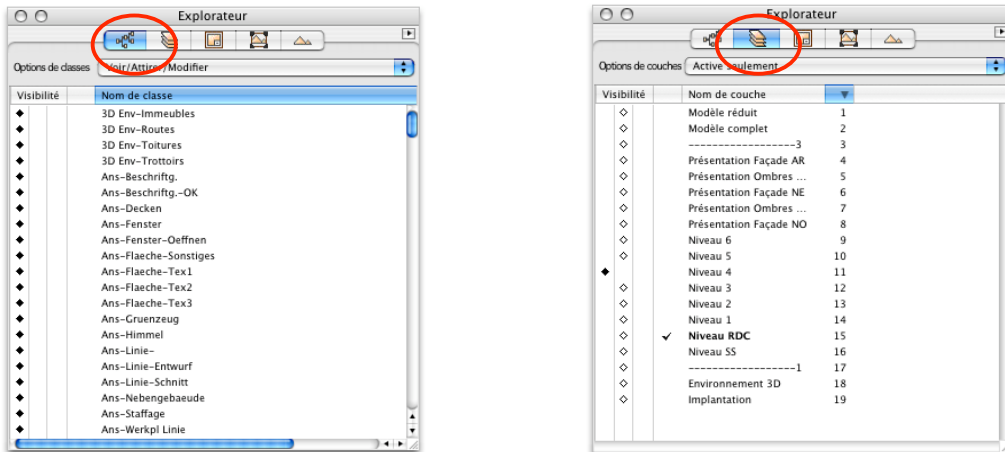 Explorateur
Options de classes Voir/Attirer/Modifier
Visibilité Nom de classe
3D Env-Immeubles
3D Env-Routes
3D Env-Toitures
3D Env-Trottoirs
Ans-Beschriftg.
Ans-Beschriftg.-OK
Ans-Decken
Ans-Fenster
Ans-Fenster-Oeffnen
Ans-Flaeche-Sonstiges
Ans-Flaeche-Tex1
Ans-Flaeche-Tex2
Ans-Flaeche-Tex3
Ans-Gruenzeug
Ans-Himmel
Ans-Linie-
Ans-Linie-Entwurf
Ans-Linie-Schnitt
Ans-Nebengebaeude
Ans-Staffage
Ans-Werkpl Linie
Explorateur
Options de couches Active seulement
Visibilité Nom de couche
Modèle réduit 1
Modèle complet 2
------------------3 3
Présentation Façade AR 4
Présentation Ombres ... 5
Présentation Façade NE 6
Présentation Ombres ... 7
Présentation Façade NO 8
Niveau 6 9
Niveau 5 10
Niveau 4 11
Niveau 3 12
Niveau 2 13
Niveau 1 14
Niveau RDC 15
Niveau SS 16
------------------1 17
Environnement 3D 18
Implantation 19